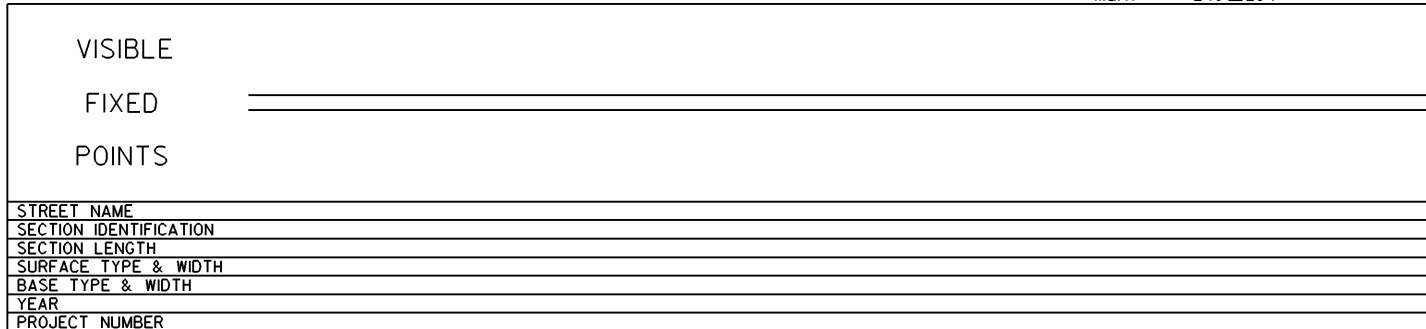 VISIBLE
FIXED
POINTS
STREET NAME
SECTION IDENTIFICATION
SECTION LENGTH
SURFACE TYPE & WIDTH
BASE TYPE & WIDTH
YEAR
PROJECT NUMBER